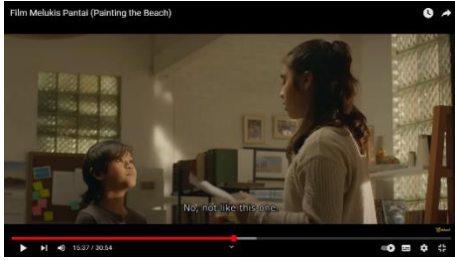 Film Melukis Pantai (Painting the Beach)
No, not like this one.
15:37 / 30:54